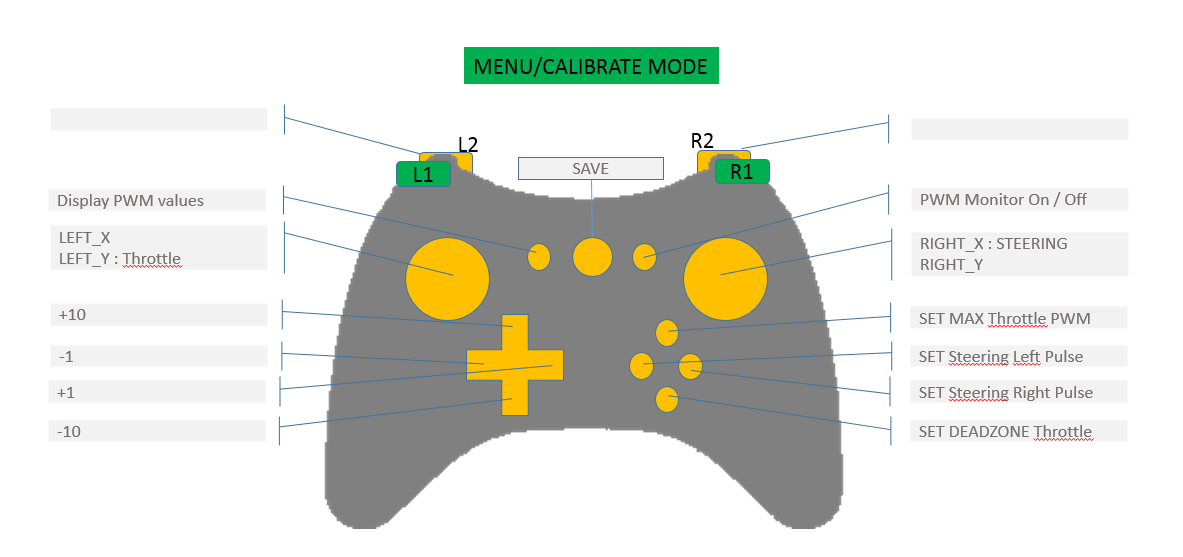 MENU/CALIBRATE MODE
L2
R2
L1
SAVE
R1
Display PWM values
PWM Monitor On / Off
LEFT_X
LEFT_Y : Throttle
RIGHT_X : STEERING
RIGHT_Y
+10
SET MAX Throttle PWM
-1
SET Steering Left Pulse
+1
SET Steering Right Pulse
-10
SET DEADZONE Throttle